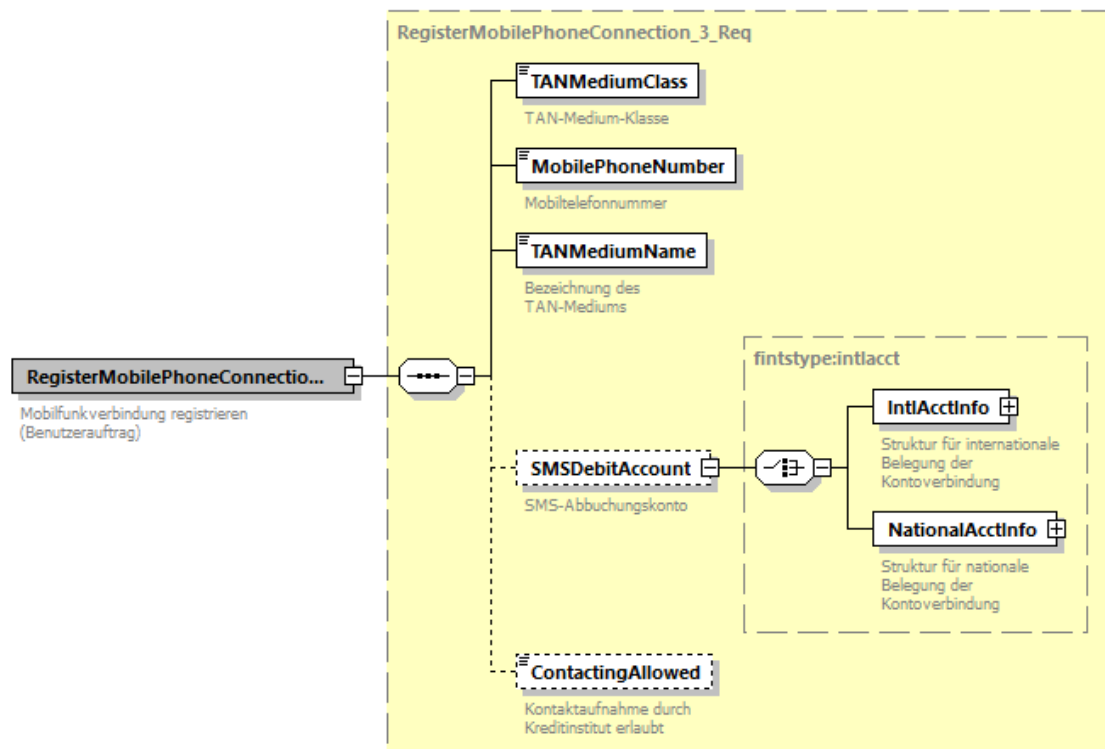 RegisterMobilePhoneConnection_3_Req
TANMediumClass
TAN-Medium-Klasse
MobilePhoneNumber
Mobiltelefonnummer
TANMediumName
Bezeichnung des
TAN-Mediums
RegisterMobilePhoneConnectio...
Mobilfunkverbindung registrieren
(Benutzerauftrag)
SMSDebitAccount
SMS-Abbuchungskonto
fintstype:intlacct
IntlAcctInfo
Struktur für internationale
Belegung der
Kontoverbindung
NationalAcctInfo
Struktur für nationale
Belegung der
Kontoverbindung
ContactingAllowed
Kontaktaufnahme durch
Kreditinstitut erlaubt